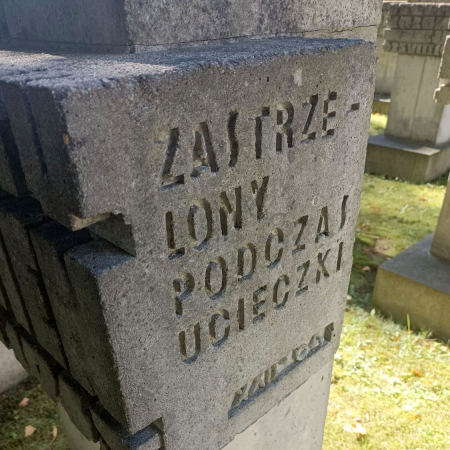 ZASTRZE-
LONY
PODCZAS
UCIECZKI